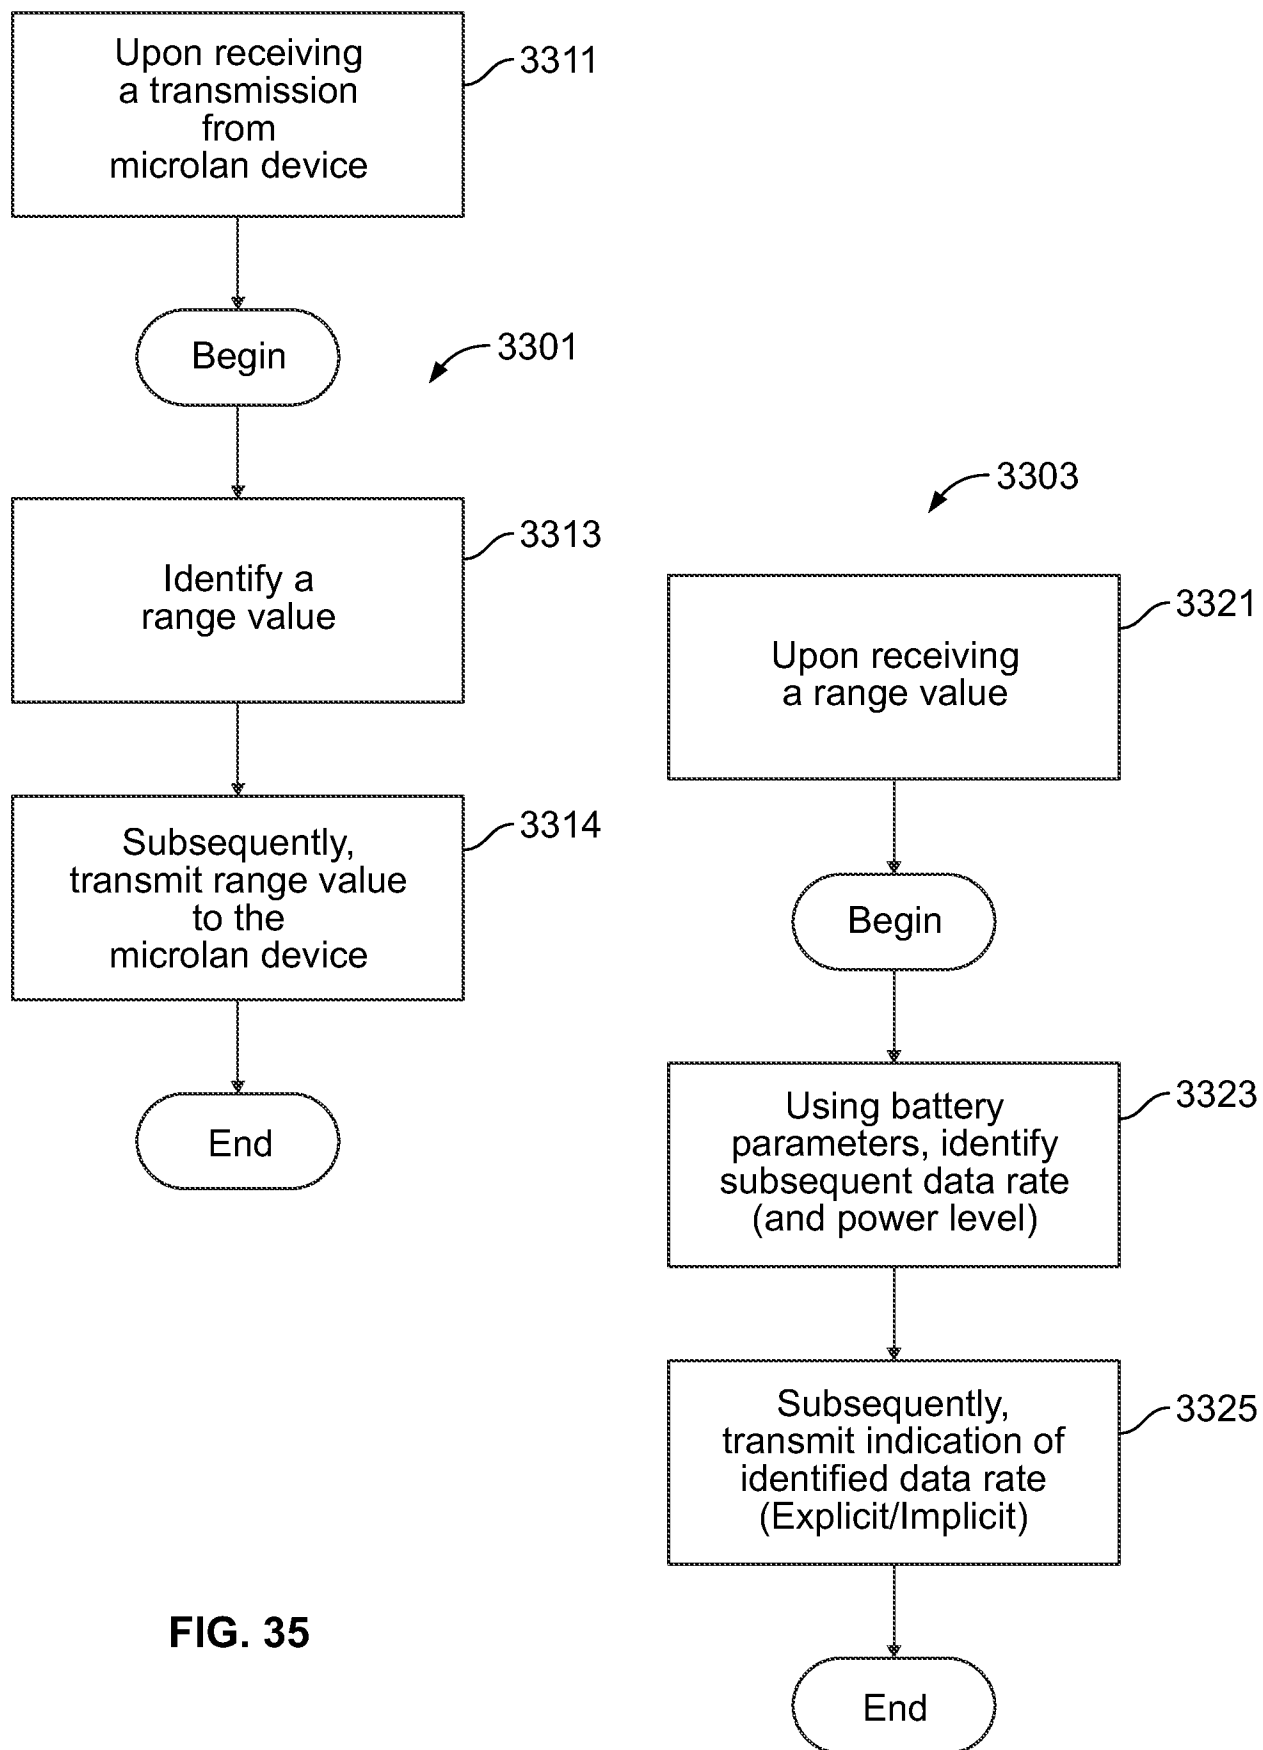 Upon receiving
a transmission
from
microlan device
3311
Begin
3301
Identify a
range value
3313
Subsequently,
transmit range value
to the
microlan device
3314
End
3303
Upon receiving
a range value
3321
Begin
Using battery
parameters, identify
subsequent data rate
(and power level)
3323
Subsequently,
transmit indication of
identified data rate
(Explicit/Implicit)
3325
End
FIG. 35